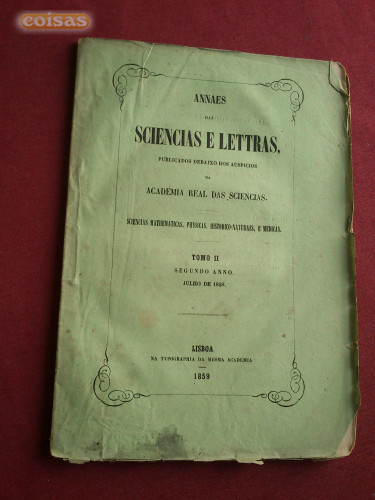 coisas
ANNAES
DAS
SCIENCIAS E LETTRAS,
PUBLICADOS DEBAIXO DOS AUSPICIOS
DA
ACADEMIA REAL DAS SCIENCIAS.
SCIENCIAS MATHEMATICAS, PHYSICAS, HISTORICO-NATURAES, E MEDICAS.
TOMO II
SEGUNDO ANNO.
JULHO DE 1858.
LISBOA
NA TYPOGRAPHIA DA MESMA ACADEMIA
1859